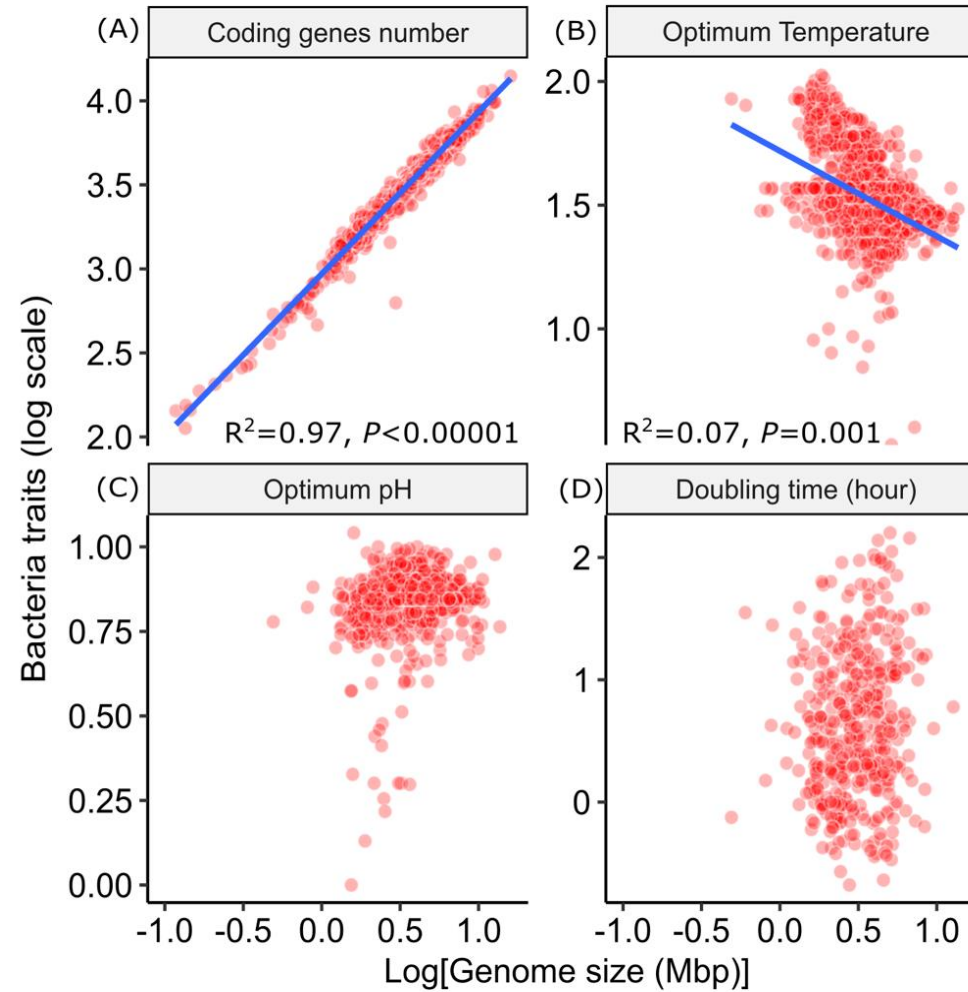 (A) Coding genes number
(B) Optimum Temperature
4.0
3.5
3.0
2.5
2.0
R²=0.97, P<0.00001
2.0
1.5
1.0
R²=0.07, P=0.001
Bacteria traits (log scale)
(C) Optimum pH
(D) Doubling time (hour)
1.00
0.75
0.50
0.25
0.00
2
1
0
-1.0 -0.5 0.0 0.5 1.0
-1.0 -0.5 0.0 0.5 1.0
Log[Genome size (Mbp)]